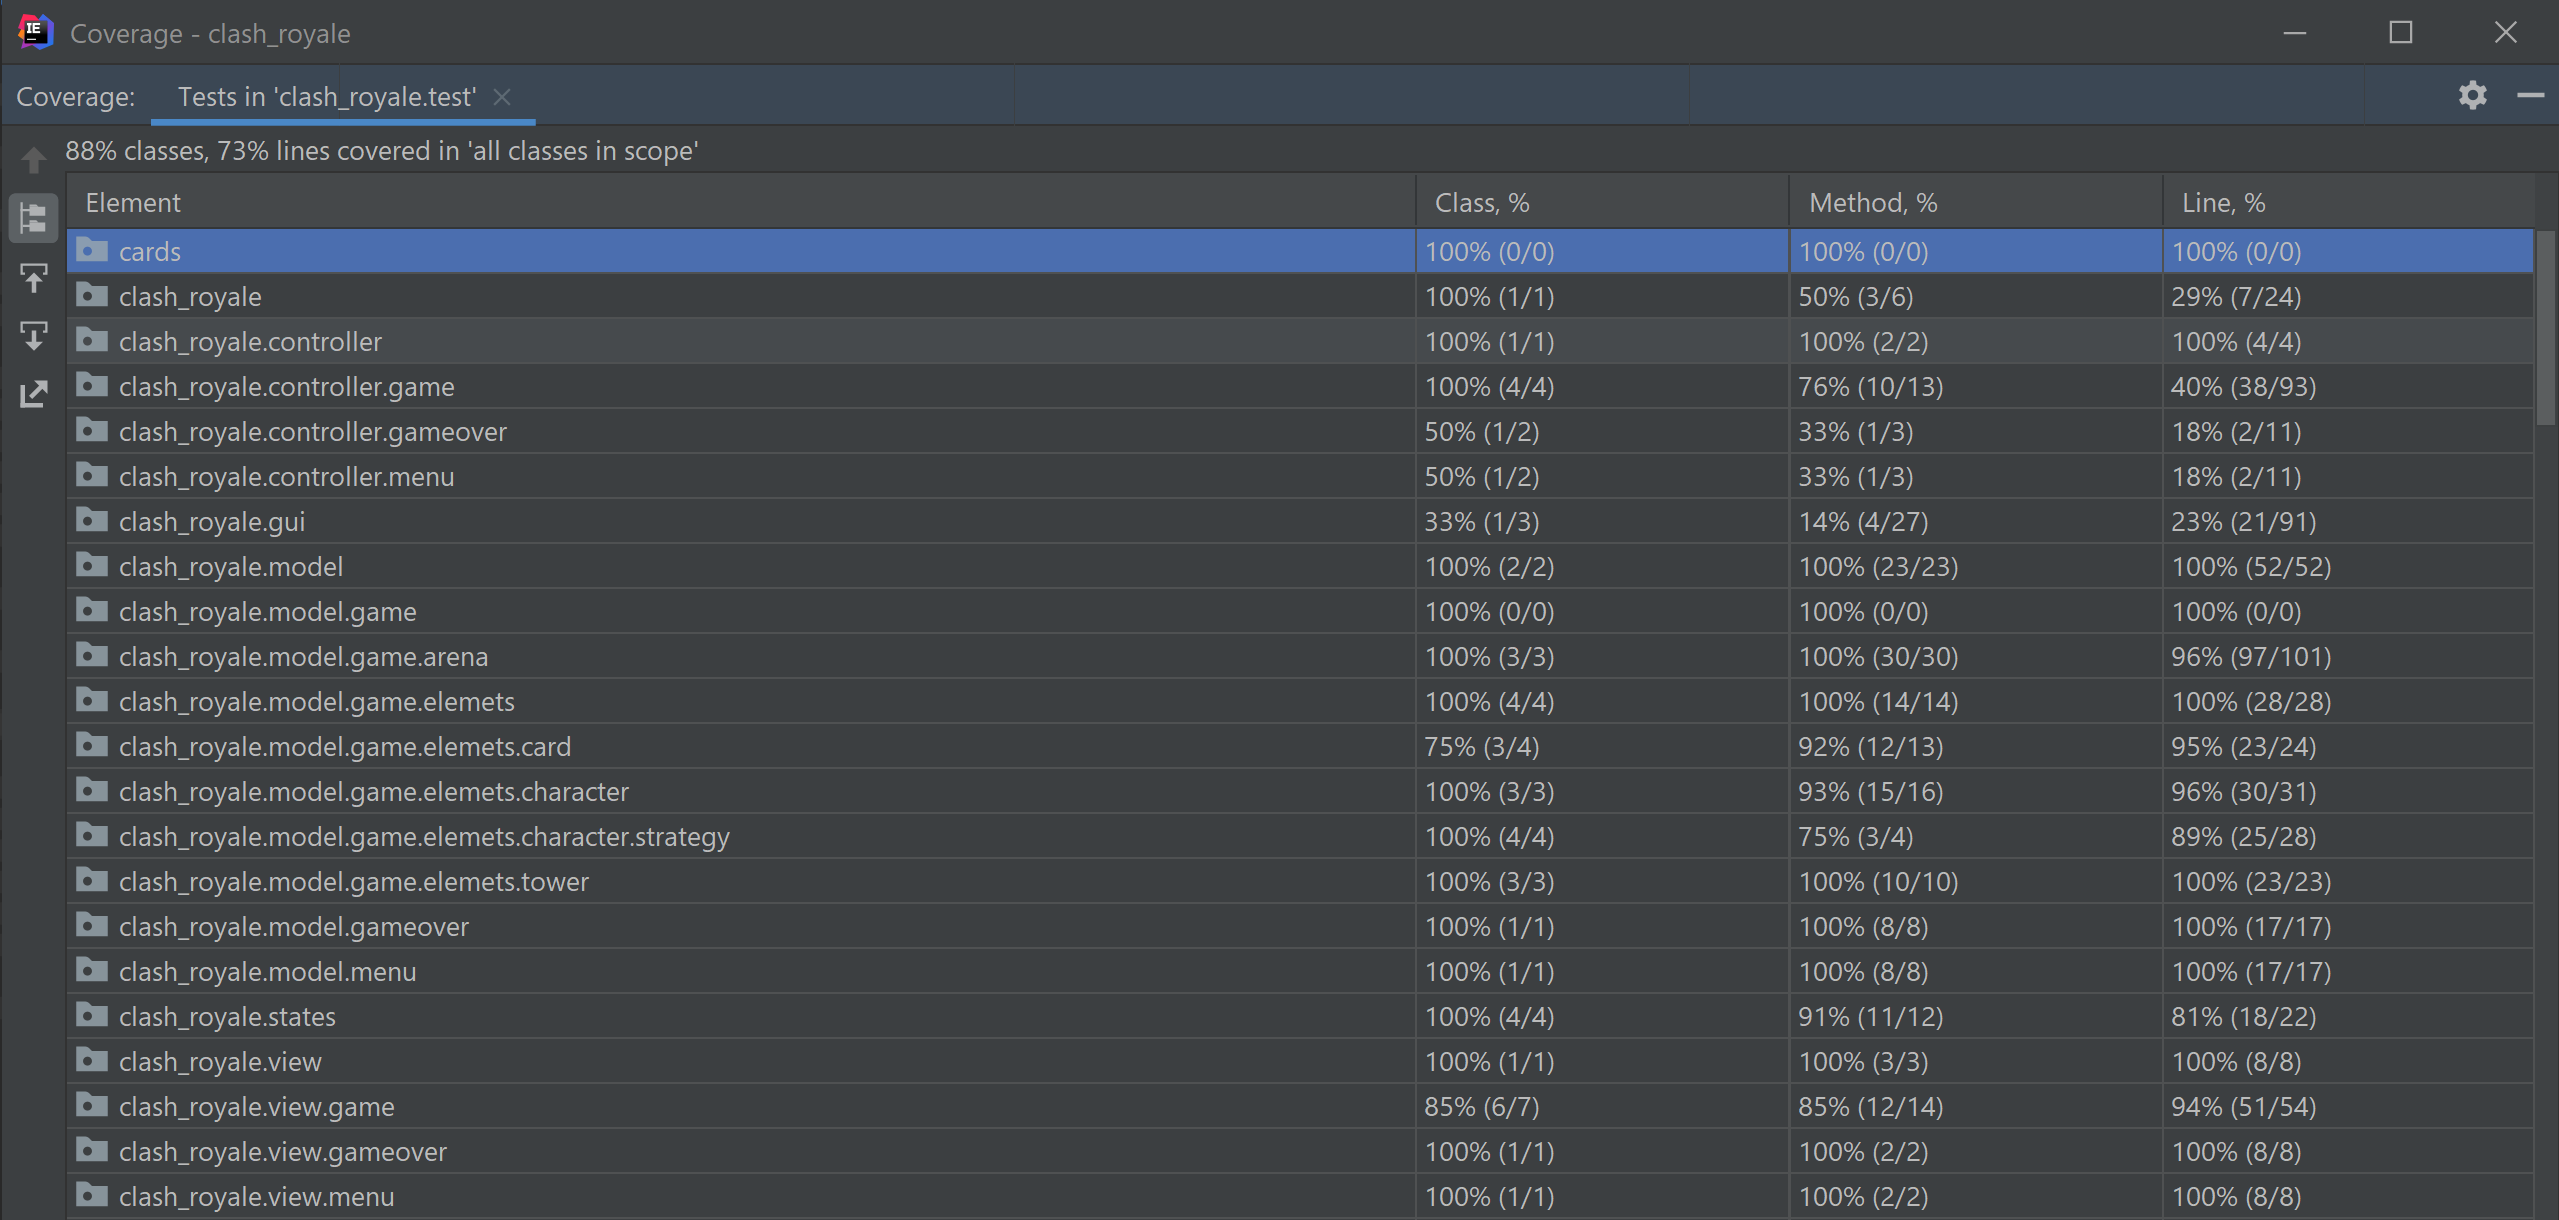 IE
Coverage - clash_royale
Coverage: Tests in 'clash_royale.test'
88% classes, 73% lines covered in 'all classes in scope'
Element Class, % Method, % Line, %
cards 100% (0/0) 100% (0/0) 100% (0/0)
clash_royale 100% (1/1) 50% (3/6) 29% (7/24)
clash_royale.controller 100% (1/1) 100% (2/2) 100% (4/4)
clash_royale.controller.game 100% (4/4) 76% (10/13) 40% (38/93)
clash_royale.controller.gameover 50% (1/2) 33% (1/3) 18% (2/11)
clash_royale.controller.menu 50% (1/2) 33% (1/3) 18% (2/11)
clash_royale.gui 33% (1/3) 14% (4/27) 23% (21/91)
clash_royale.model 100% (2/2) 100% (23/23) 100% (52/52)
clash_royale.model.game 100% (0/0) 100% (0/0) 100% (0/0)
clash_royale.model.game.arena 100% (3/3) 100% (30/30) 96% (97/101)
clash_royale.model.game.elemets 100% (4/4) 100% (14/14) 100% (28/28)
clash_royale.model.game.elemets.card 75% (3/4) 92% (12/13) 95% (23/24)
clash_royale.model.game.elemets.character 100% (3/3) 93% (15/16) 96% (30/31)
clash_royale.model.game.elemets.character.strategy 100% (4/4) 75% (3/4) 89% (25/28)
clash_royale.model.game.elemets.tower 100% (3/3) 100% (10/10) 100% (23/23)
clash_royale.model.gameover 100% (1/1) 100% (8/8) 100% (17/17)
clash_royale.model.menu 100% (1/1) 100% (8/8) 100% (17/17)
clash_royale.states 100% (4/4) 91% (11/12) 81% (18/22)
clash_royale.view 100% (1/1) 100% (3/3) 100% (8/8)
clash_royale.view.game 85% (6/7) 85% (12/14) 94% (51/54)
clash_royale.view.gameover 100% (1/1) 100% (2/2) 100% (8/8)
clash_royale.view.menu 100% (1/1) 100% (2/2) 100% (8/8)